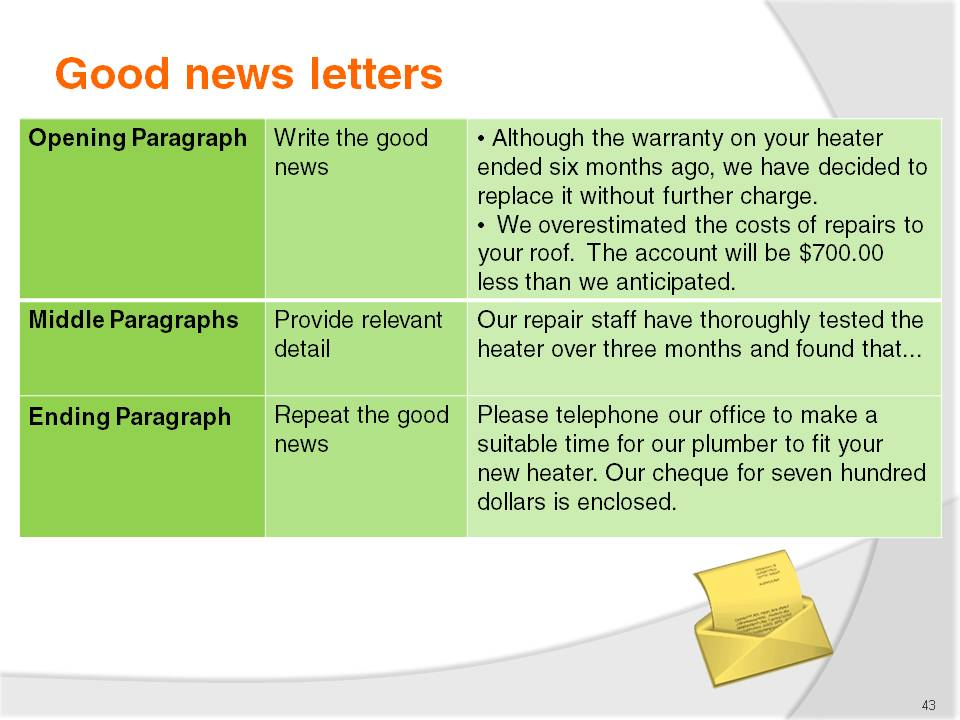 Good news letters
Opening Paragraph
Write the good
news
• Although the warranty on your heater
ended six months ago, we have decided to
replace it without further charge.
• We overestimated the costs of repairs to
your roof. The account will be $700.00
less than we anticipated.
Middle Paragraphs
Provide relevant
detail
Our repair staff have thoroughly tested the
heater over three months and found that...
Ending Paragraph
Repeat the good
news
Please telephone our office to make a
suitable time for our plumber to fit your
new heater. Our cheque for seven hundred
dollars is enclosed.
43